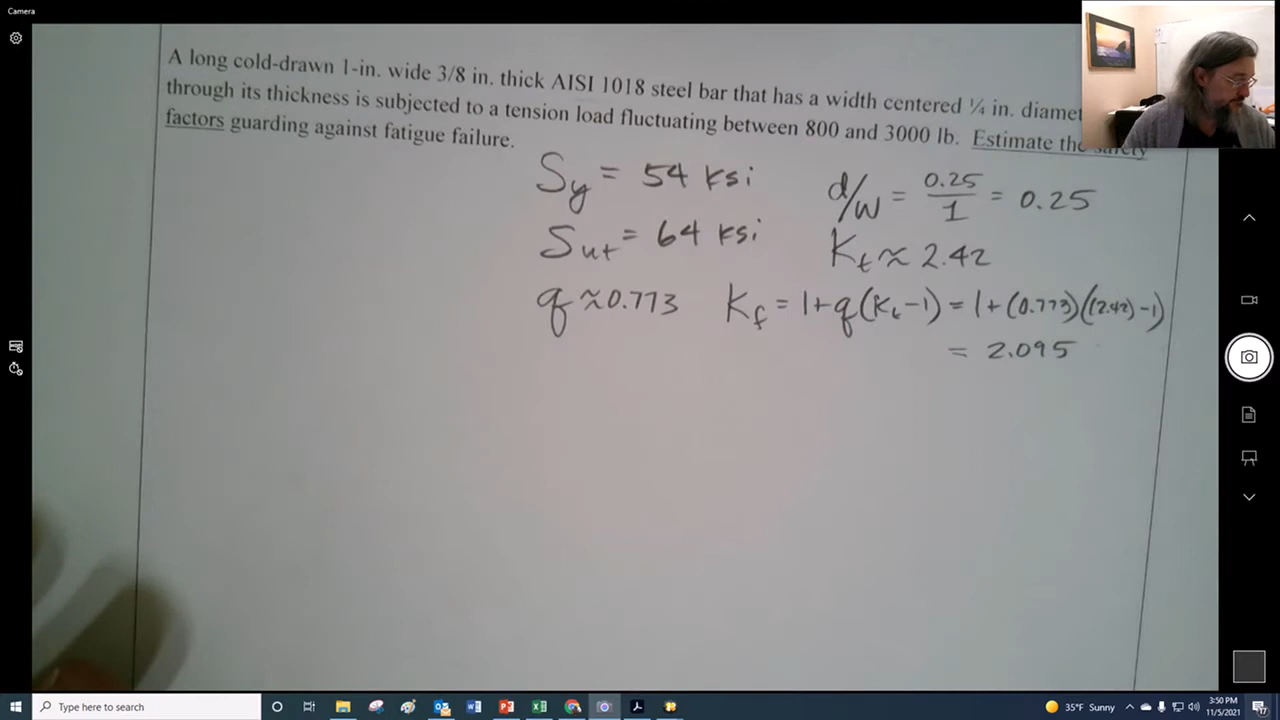 Camera
A long cold-drawn 1-in. wide 3/8 in. thick AISI 1018 steel bar that has a width centered ¼ in. diamet
through its thickness is subjected to a tension load fluctuating between 800 and 3000 lb. Estimate the safety
factors guarding against fatigue failure.
Sy = 54 ksi
d/w = 0.25/1 = 0.25
Sut = 64 ksi
Kt ≈ 2.42
q ≈ 0.773 Kf = 1+q(Kt-1) = 1+(0.773)((2.42)-1)
= 2.095
Type here to search
35°F Sunny
3:50 PM
11/5/2021
17